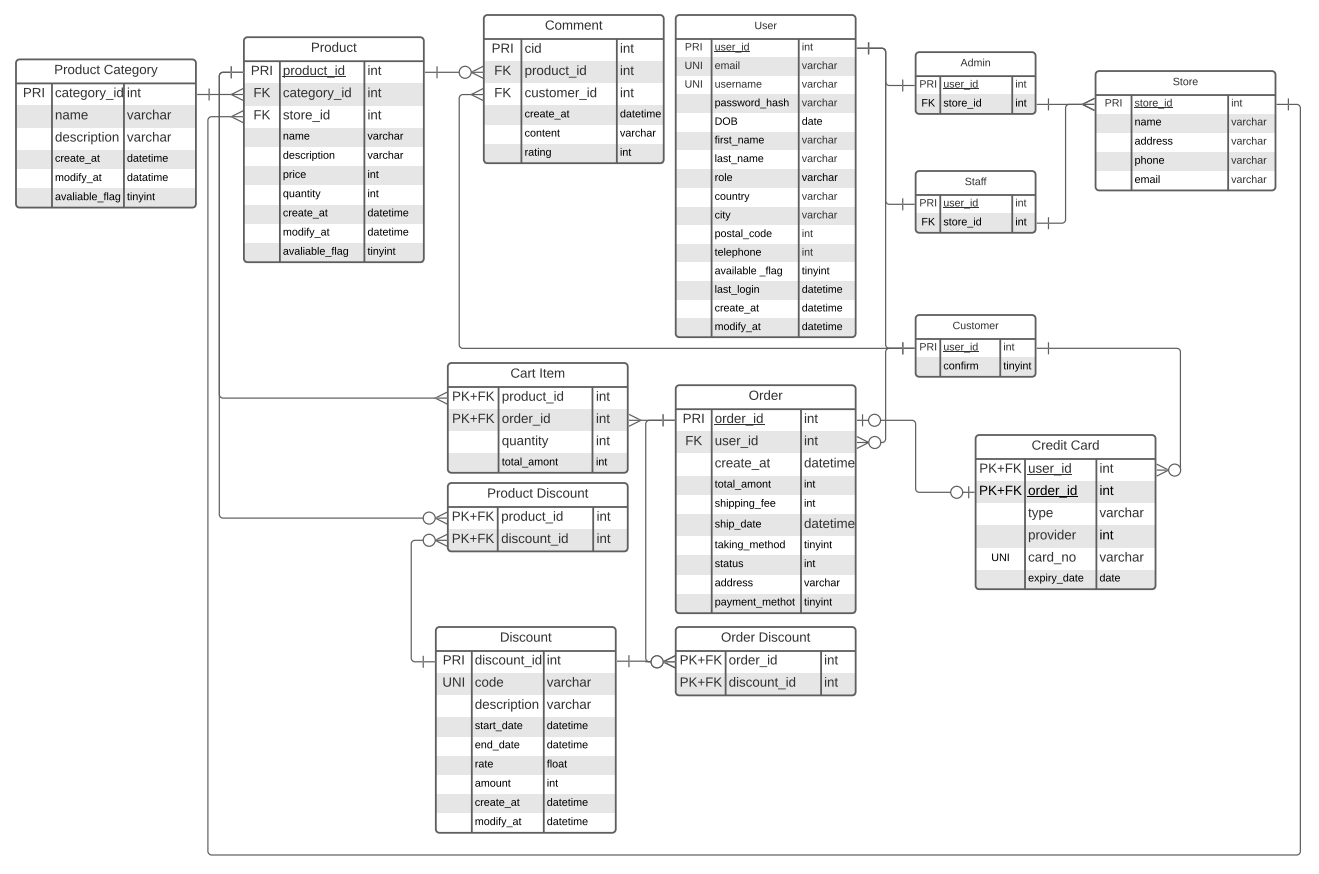 Product Category
PRI category_id int
name varchar
description varchar
create_at datetime
modify_at datatime
avaliable_flag tinyint
Product
PRI product_id int
FK category_id int
FK store_id int
name varchar
description varchar
price int
quantity int
create_at datetime
modify_at datetime
avaliable_flag tinyint
Comment
PRI cid int
FK product_id int
FK customer_id int
create_at datetime
content varchar
rating int
User
PRI user_id int
UNI email varchar
UNI username varchar
password_hash varchar
DOB date
first_name varchar
last_name varchar
role varchar
country varchar
city varchar
postal_code int
telephone int
available _flag tinyint
last_login datetime
create_at datetime
modify_at datetime
Admin
PRI user_id int
FK store_id int
Staff
PRI user_id int
FK store_id int
Store
PRI store_id int
name varchar
address varchar
phone varchar
email varchar
Customer
PRI user_id int
confirm tinyint
Cart Item
PK+FK product_id int
PK+FK order_id int
quantity int
total_amont int
Product Discount
PK+FK product_id int
PK+FK discount_id int
Order
PRI order_id int
FK user_id int
create_at datetime
total_amont int
shipping_fee int
ship_date datetime
taking_method tinyint
status int
address varchar
payment_methot tinyint
Credit Card
PK+FK user_id int
PK+FK order_id int
type varchar
provider int
UNI card_no varchar
expiry_date date
Discount
PRI discount_id int
UNI code varchar
description varchar
start_date datetime
end_date datetime
rate float
amount int
create_at datetime
modify_at datetime
Order Discount
PK+FK order_id int
PK+FK discount_id int